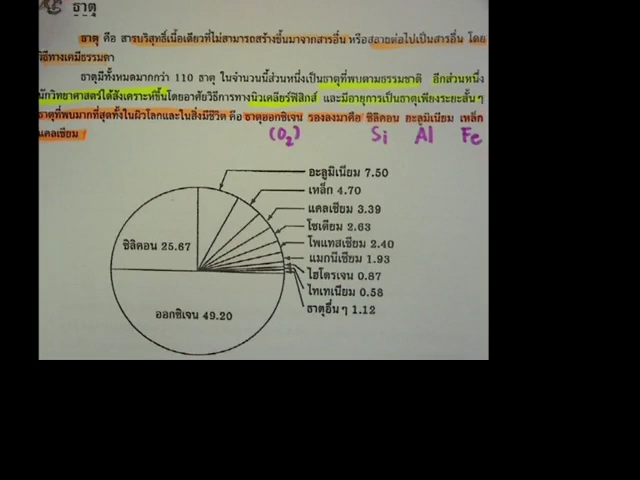 ธาตุ
ธาตุ คือ สารบริสุทธิ์เนื้อเดียวที่ไม่สามารถสร้างขึ้นมาจากสารอื่น หรือสลายต่อไปเป็นสารอื่น โดย
วิธีทางเคมีธรรมดา
ธาตุมีทั้งหมดมากกว่า 110 ธาตุ ในจำนวนนี้ส่วนหนึ่งเป็นธาตุที่พบตามธรรมชาติ อีกส่วนหนึ่ง
นักวิทยาศาสตร์ได้สังเคราะห์ขึ้นโดยอาศัยวิธีการทางนิวเคลียร์ฟิสิกส์ และมีอายุการเป็นธาตุเพียงระยะสั้นๆ
ธาตุที่พบมากที่สุดทั้งในผิวโลกและในสิ่งมีชีวิต คือ ธาตุออกซิเจน รองลงมาคือ ซิลิคอน อะลูมิเนียม เหล็ก
แคลเซียม
(O2) Si Al Fe
อะลูมิเนียม 7.50
เหล็ก 4.70
แคลเซียม 3.39
โซเดียม 2.63
โพแทสเซียม 2.40
แมกนีเซียม 1.93
ไฮโดรเจน 0.87
ไทเทเนียม 0.58
ธาตุอื่นๆ 1.12
ซิลิคอน 25.67
ออกซิเจน 49.20